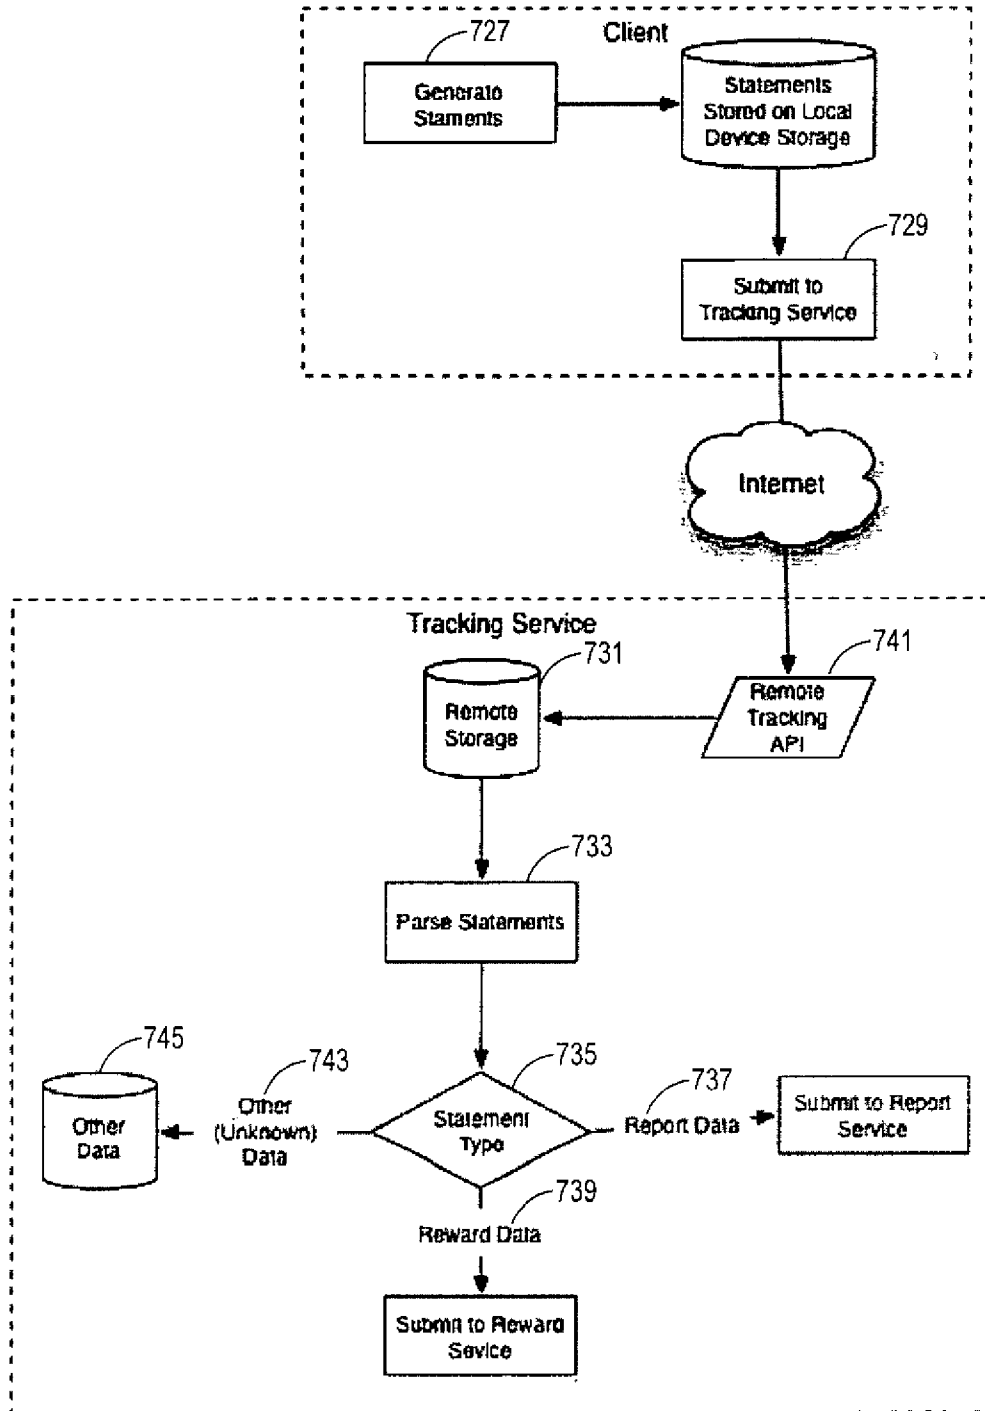 Client
727
Generate
Staments
Statements
Stored on Local
Device Storage
729
Submit to
Tracking Service
Internet
Tracking Service
731
741
Remote
Storage
Remote
Tracking
API
733
Parse Statements
745
743
735
737
Other
Data
Other
(Unknown)
Data
Statement
Type
Report Data
Submit to Report
Service
739
Reward Data
Submit to Reward
Sevice